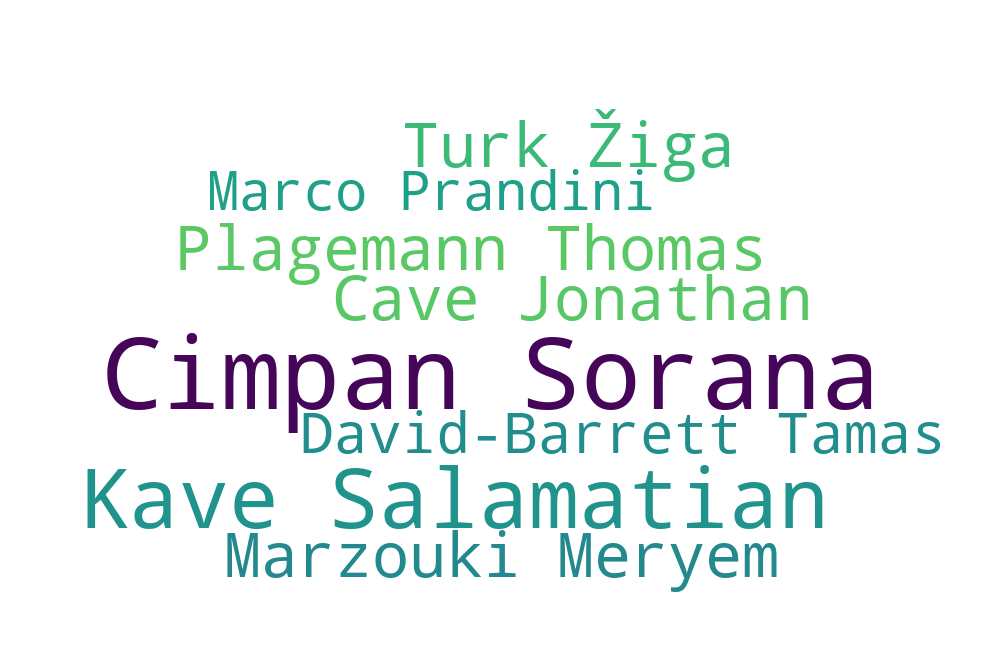 Turk Žiga
Marco Prandini
Plagemann Thomas
Cave Jonathan
Cimpan Sorana
David-Barrett Tamas
Kave Salamatian
Marzouki Meryem